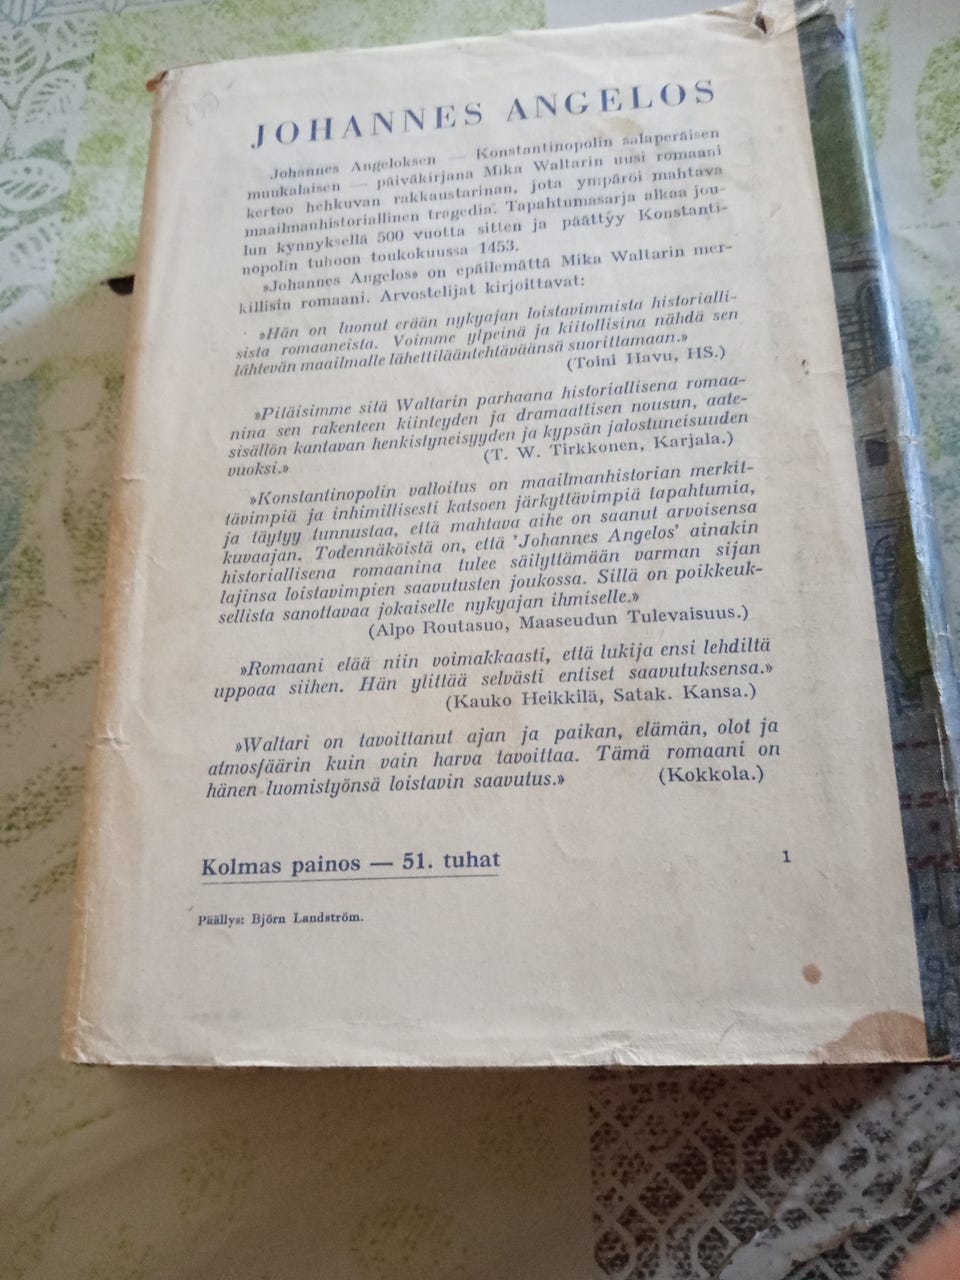 JOHANNES ANGELOS
Johannes Angeloksen — Konstantinopolin salaperäisen
muukalaisen — päiväkirjana Mika Waltarin uusi romaani
kertoo hehkuvan rakkaustarinan, jota ympäröi mahtava
maailmanhistoriallinen tragedia. Tapahtumasarja alkaa jou-
lun kynnyksellä 500 vuotta sitten ja päättyy Konstanti-
nopolin tuhoon toukokuussa 1453.
»Johannes Angelos» on epäilemättä Mika Waltarin mer-
killisin romaani. Arvostelijat kirjoittavat:
»Hän on luonut erään nykyajan loistavimmista historialli-
sista romaaneista. Voimme ylpeinä ja kiitollisina nähdä sen
lähtevän maailmalle lähettilääntehtäväänsä suorittamaan.»
(Toini Havu, HS.)
»Pitäisimme sitä Waltarin parhaana historiallisena romaa-
nina sen rakenteen kiinteyden ja dramaattisen nousun, aate-
sisällön kantavan henkistyneisyyden ja kypsän jalostuneisuuden
vuoksi.» (T. W. Tirkkonen, Karjala.)
»Konstantinopolin valloitus on maailmanhistorian merkit-
tävimpiä ja inhimillisesti katsoen järkyttävimpiä tapahtumia,
ja täytyy tunnustaa, että mahtava aihe on saanut arvoisensa
kuvaajan. Todennäköistä on, että 'Johannes Angelos' ainakin
historiallisena romaanina tulee säilyttämään varman sijan
lajinsa loistavimpien saavutusten joukossa. Sillä on poikkeuk-
sellista sanottavaa jokaiselle nykyajan ihmiselle.»
(Alpo Routasuo, Maaseudun Tulevaisuus.)
»Romaani elää niin voimakkaasti, että lukija ensi lehdiltä
uppoaa siihen. Hän ylittää selvästi entiset saavutuksensa.»
(Kauko Heikkilä, Satak. Kansa.)
»Waltari on tavoittanut ajan ja paikan, elämän, olot ja
atmosfäärin kuin vain harva tavoittaa. Tämä romaani on
hänen luomistyönsä loistavin saavutus.» (Kokkola.)
Kolmas painos — 51. tuhat 1
Päällys: Björn Landström.